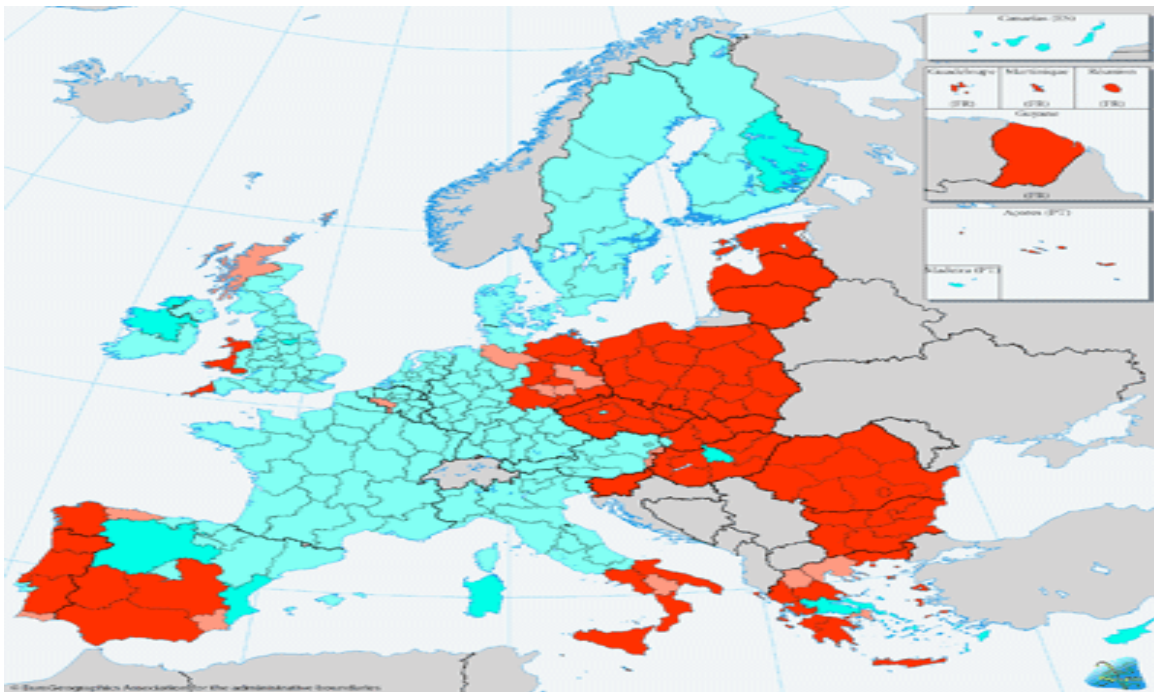 Canarias (ES)
Guadeloupe Martinique Réunion
(FR) (FR) (FR)
Guyane
(FR)
Açores (PT)
Madeira (PT)
© EuroGeographics Association for the administrative boundaries